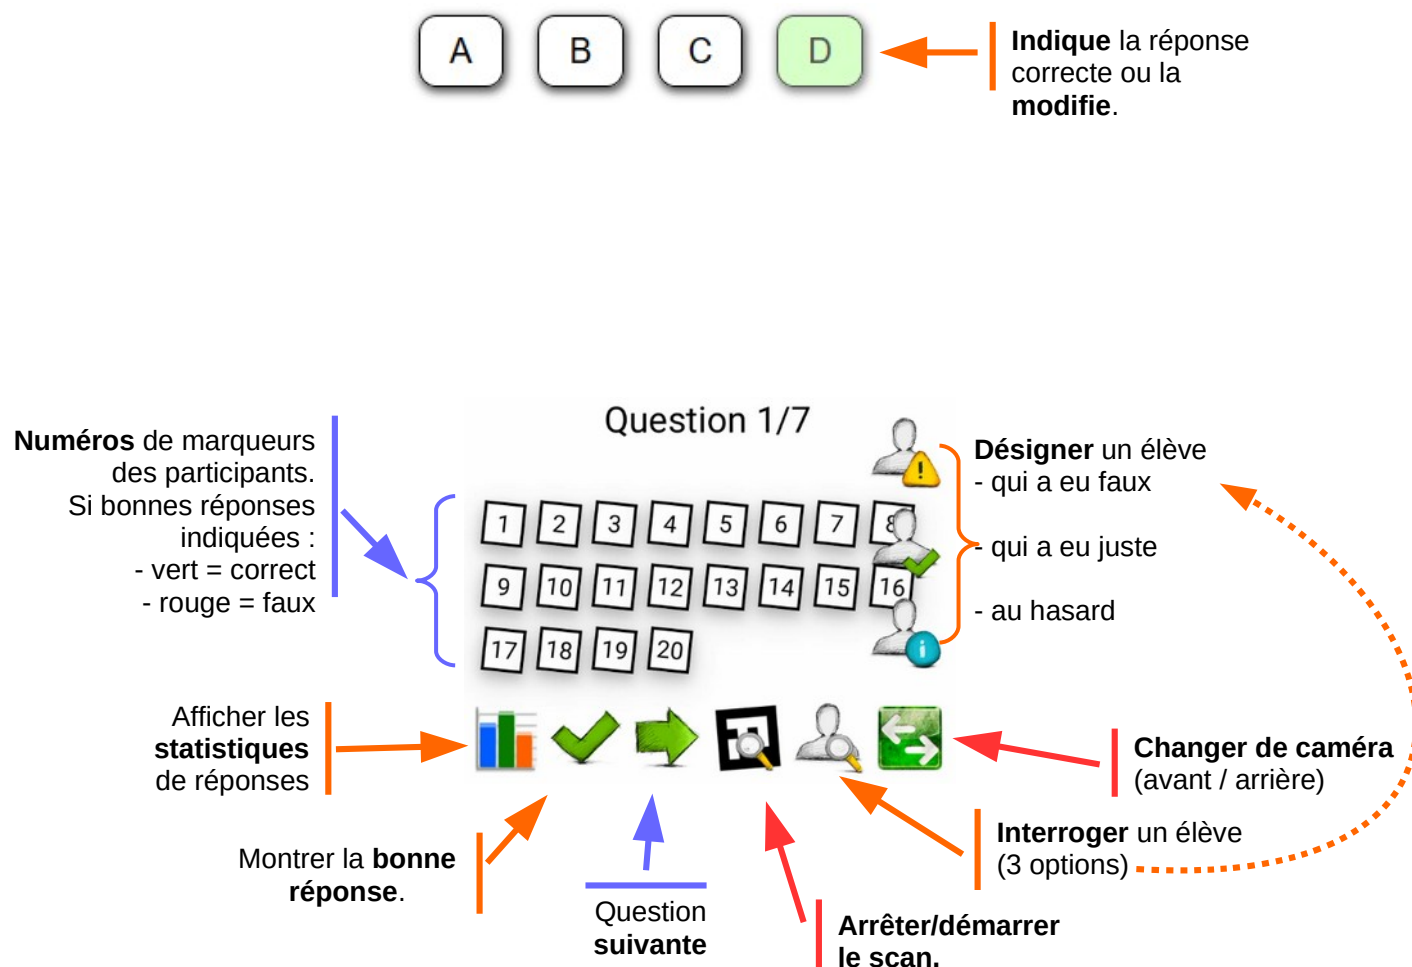 A B C D
Indique la réponse
correcte ou la
modifie.
Question 1/7
Numéros de marqueurs
des participants.
Si bonnes réponses
indiquées :
- vert = correct
- rouge = faux
1 2 3 4 5 6 7 8
9 10 11 12 13 14 15 16
17 18 19 20
Désigner un élève
- qui a eu faux
- qui a eu juste
- au hasard
Afficher les
statistiques
de réponses
Montrer la bonne
réponse.
Question
suivante
Arrêter/démarrer
le scan.
Interroger un élève
(3 options)
Changer de caméra
(avant / arrière)